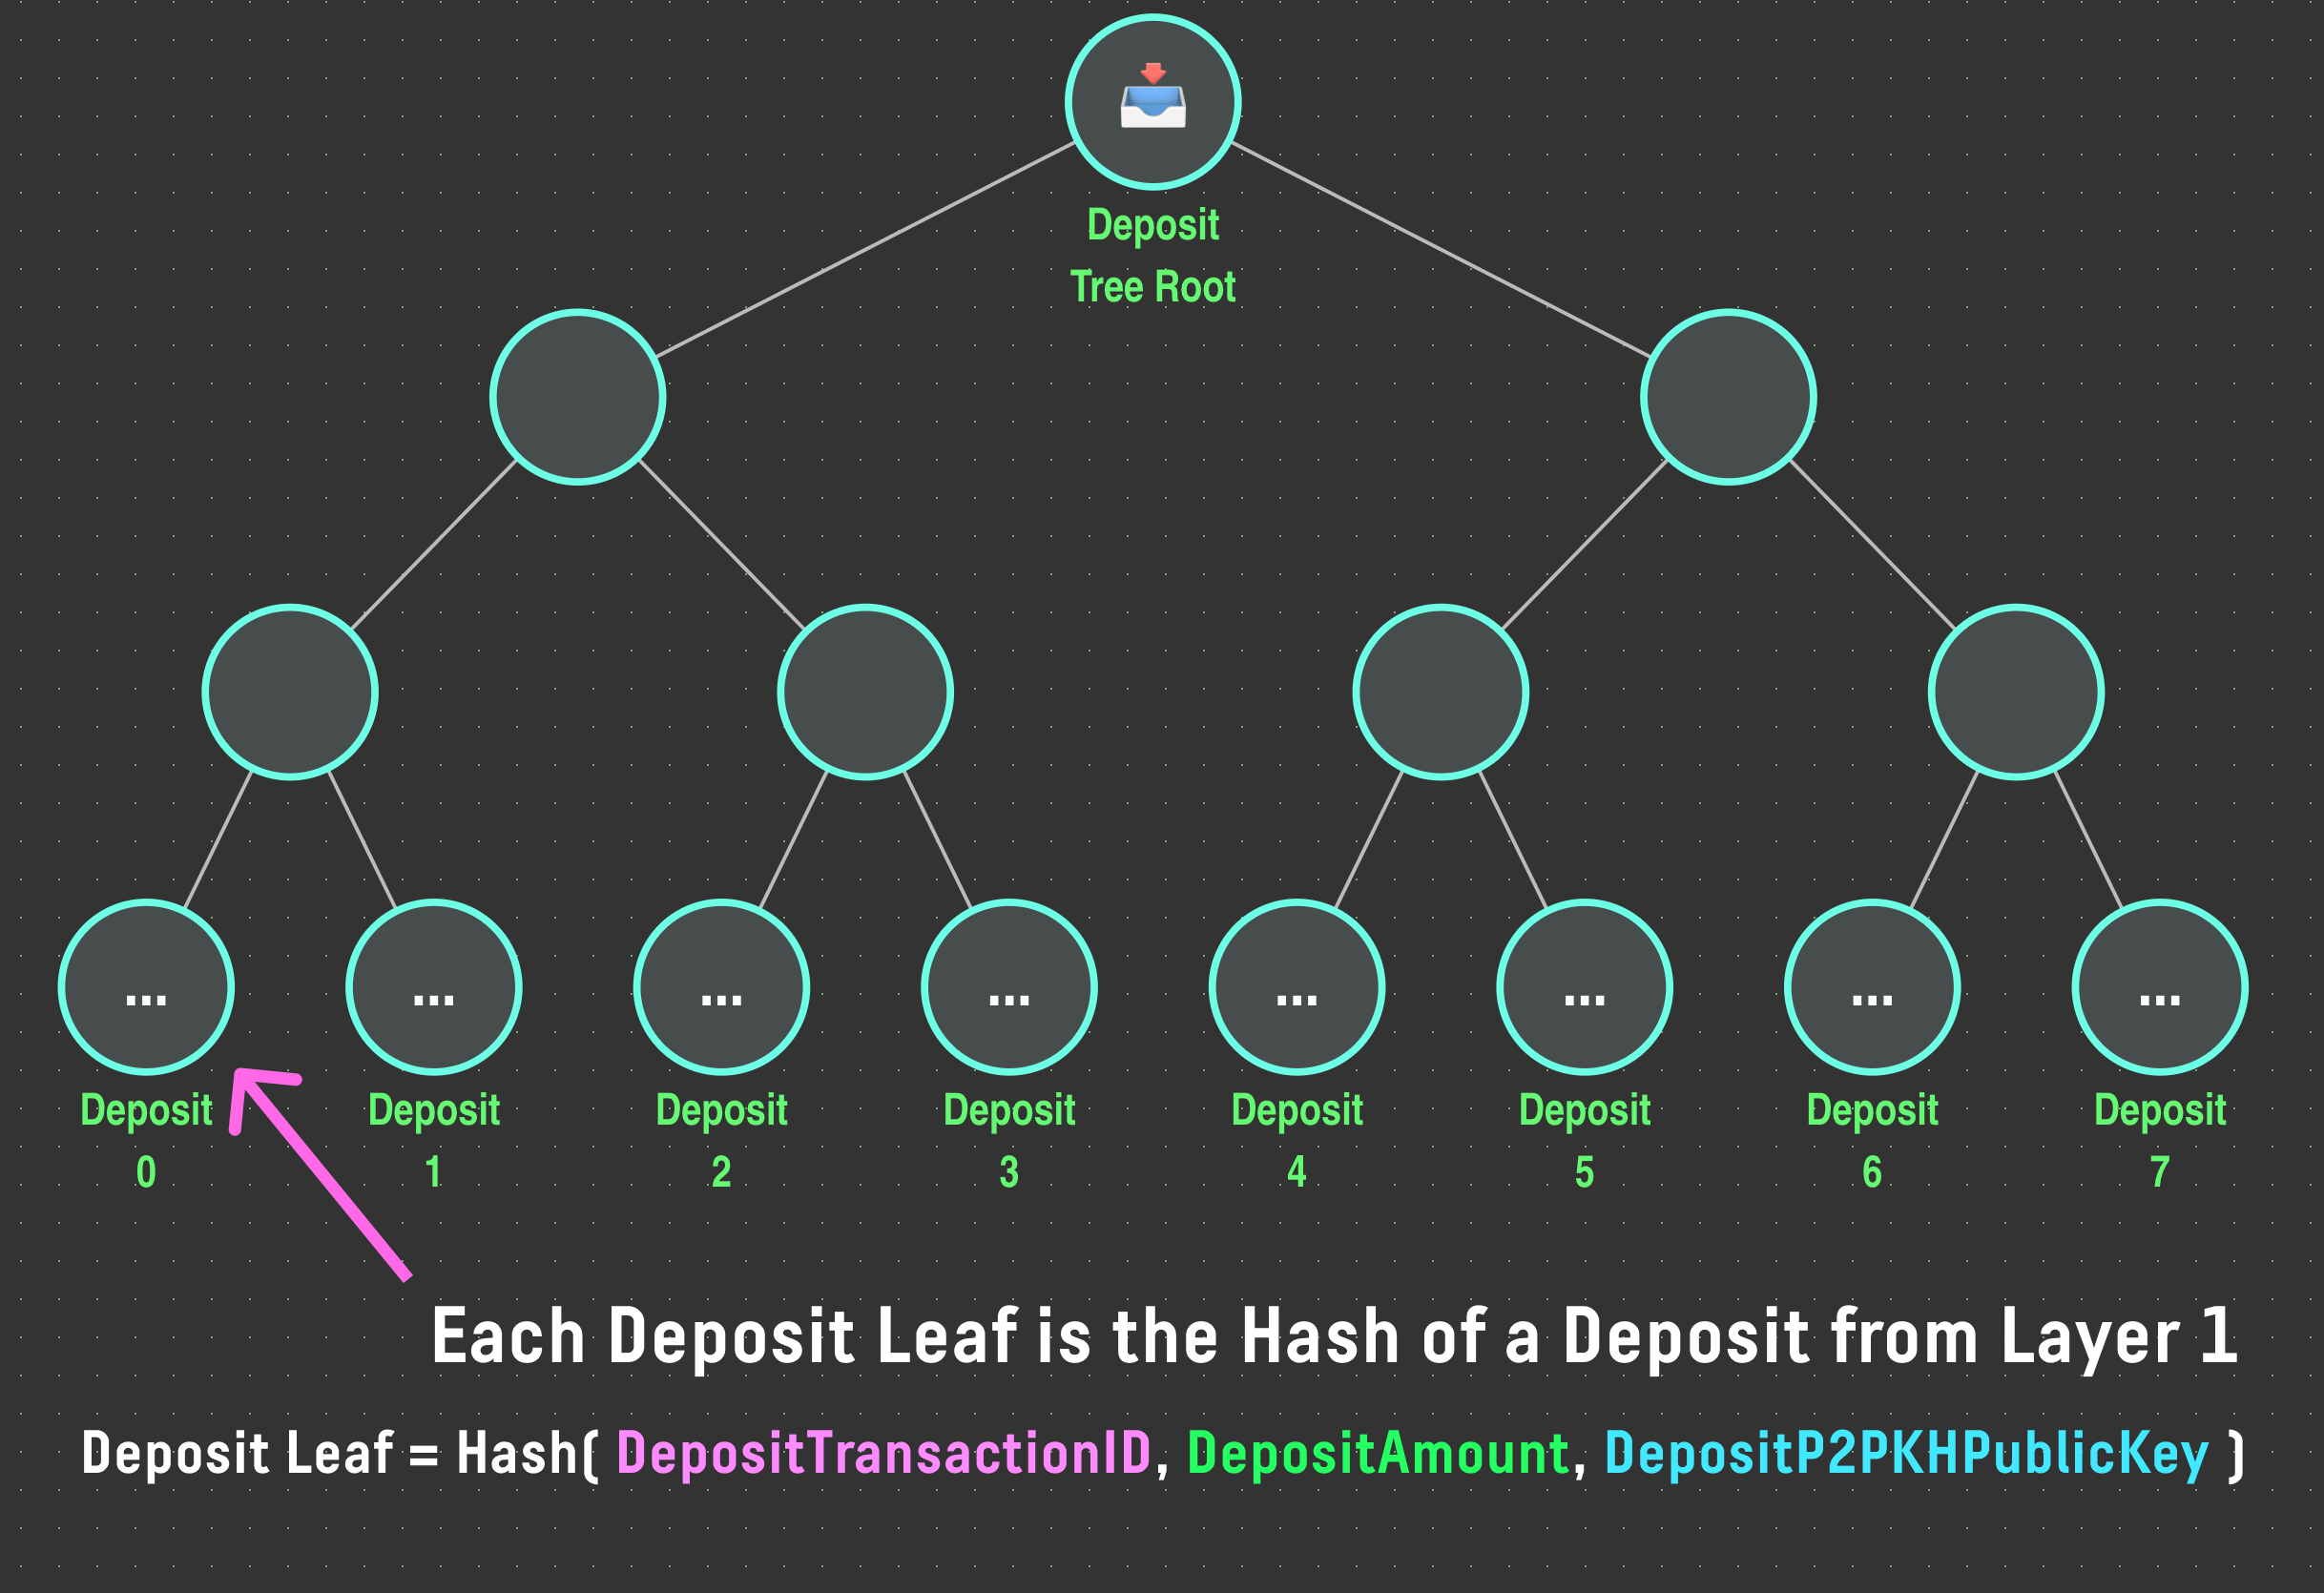 Deposit
Tree Root
...
...
...
...
...
...
...
...
Deposit
0
Deposit
1
Deposit
2
Deposit
3
Deposit
4
Deposit
5
Deposit
6
Deposit
7
Each Deposit Leaf is the Hash of a Deposit from Layer 1
Deposit Leaf = Hash( DepositTransactionID, DepositAmount, DepositP2PKHPublicKey )